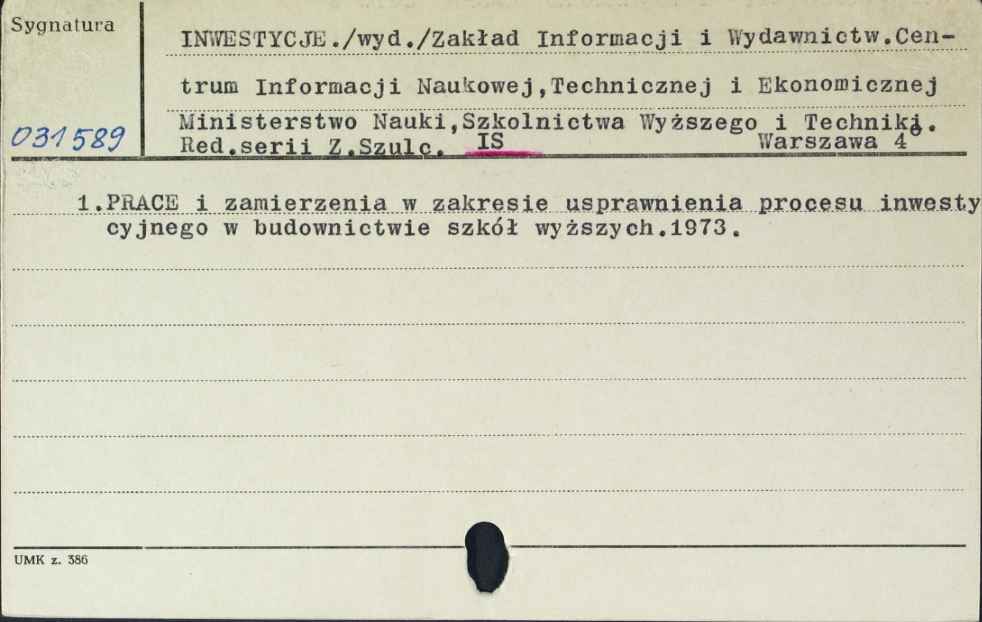 Sygnatura
INWESTYCJE./wyd./Zakład Informacji i Wydawnictw.Cen-
trum Informacji Naukowej,Technicznej i Ekonomicznej
Ministerstwo Nauki,Szkolnictwa Wyższego i Techniki.
031589
Red.serii Z.Szulc. IS Warszawa 4°
1.PRACE i zamierzenia w zakresie usprawnienia procesu inwesty
cyjnego w budownictwie szkół wyższych.1973.
UMK z. 386